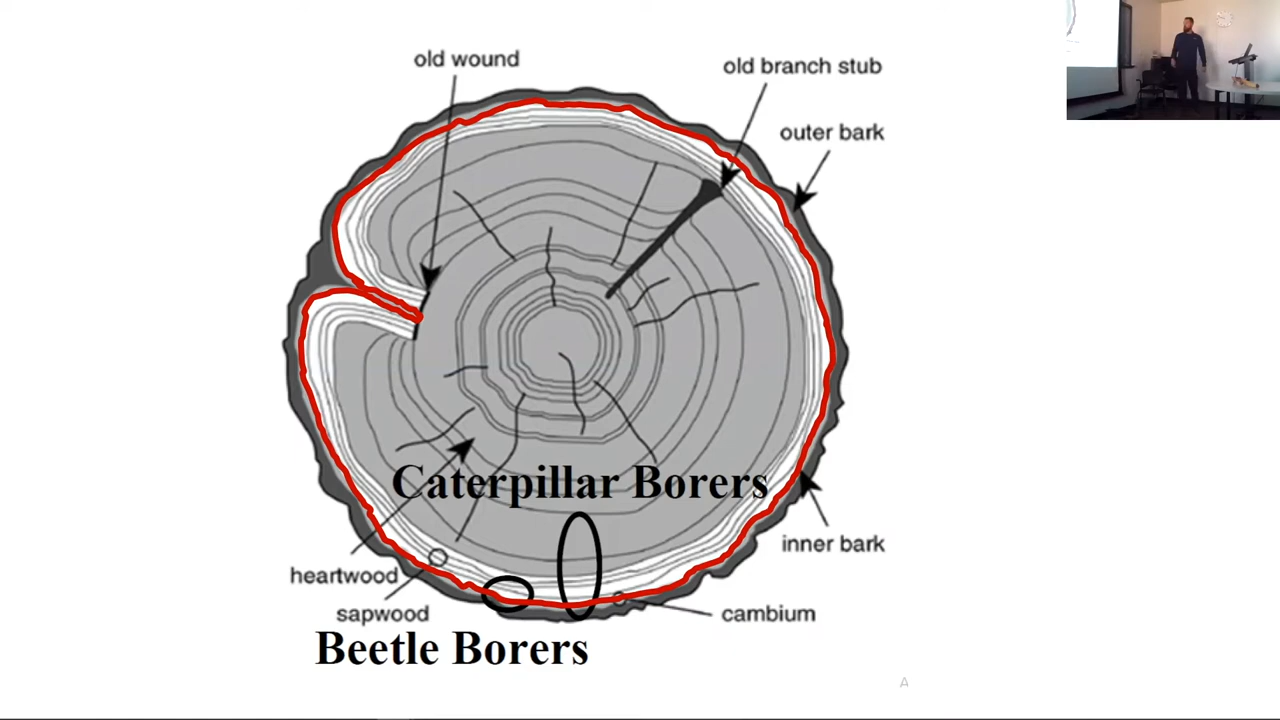 old wound
old branch stub
outer bark
Caterpillar Borers
inner bark
heartwood
sapwood
cambium
Beetle Borers
A